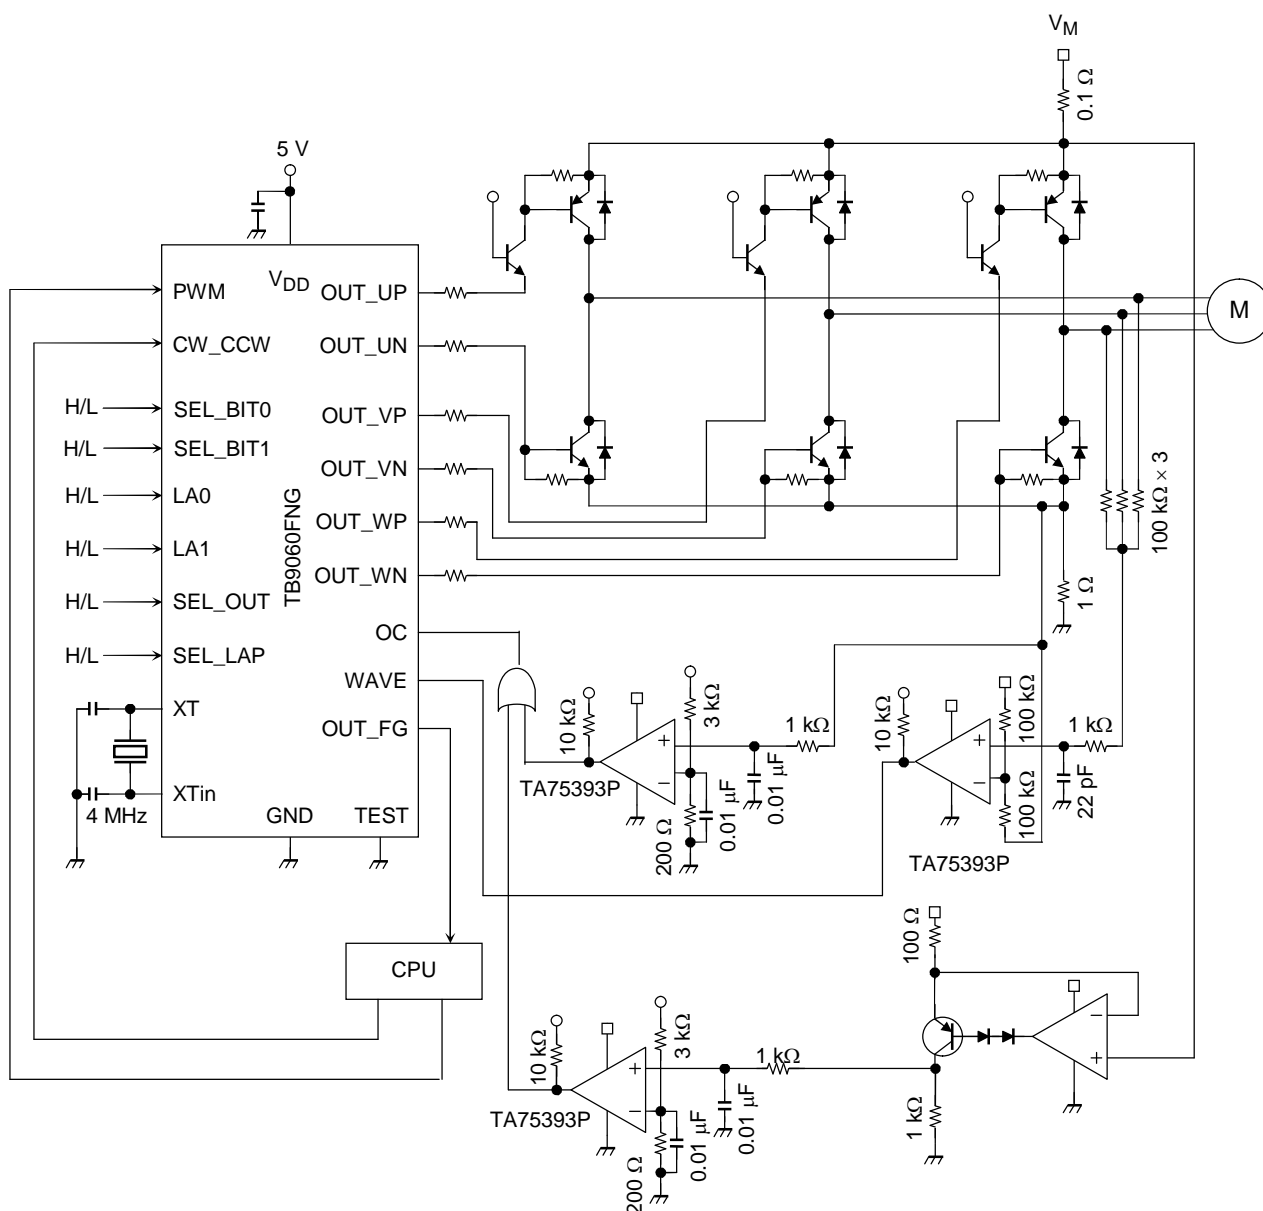 V_M
0.1 Ω
5 V
V_DD
PWM
CW_CCW
H/L
SEL_BIT0
H/L
SEL_BIT1
H/L
LA0
H/L
LA1
H/L
SEL_OUT
H/L
SEL_LAP
XT
XTin
4 MHz
GND
TEST
TB9060FNG
OUT_UP
OUT_UN
OUT_VP
OUT_VN
OUT_WP
OUT_WN
OC
WAVE
OUT_FG
M
100 kΩ × 3
1 Ω
10 kΩ
3 kΩ
1 kΩ
+
−
TA75393P
200 Ω
0.01 μF
0.01 μF
10 kΩ
100 kΩ
1 kΩ
+
−
22 pF
100 kΩ
TA75393P
CPU
100 Ω
−
+
1 kΩ
10 kΩ
3 kΩ
1 kΩ
+
−
TA75393P
200 Ω
0.01 μF
0.01 μF